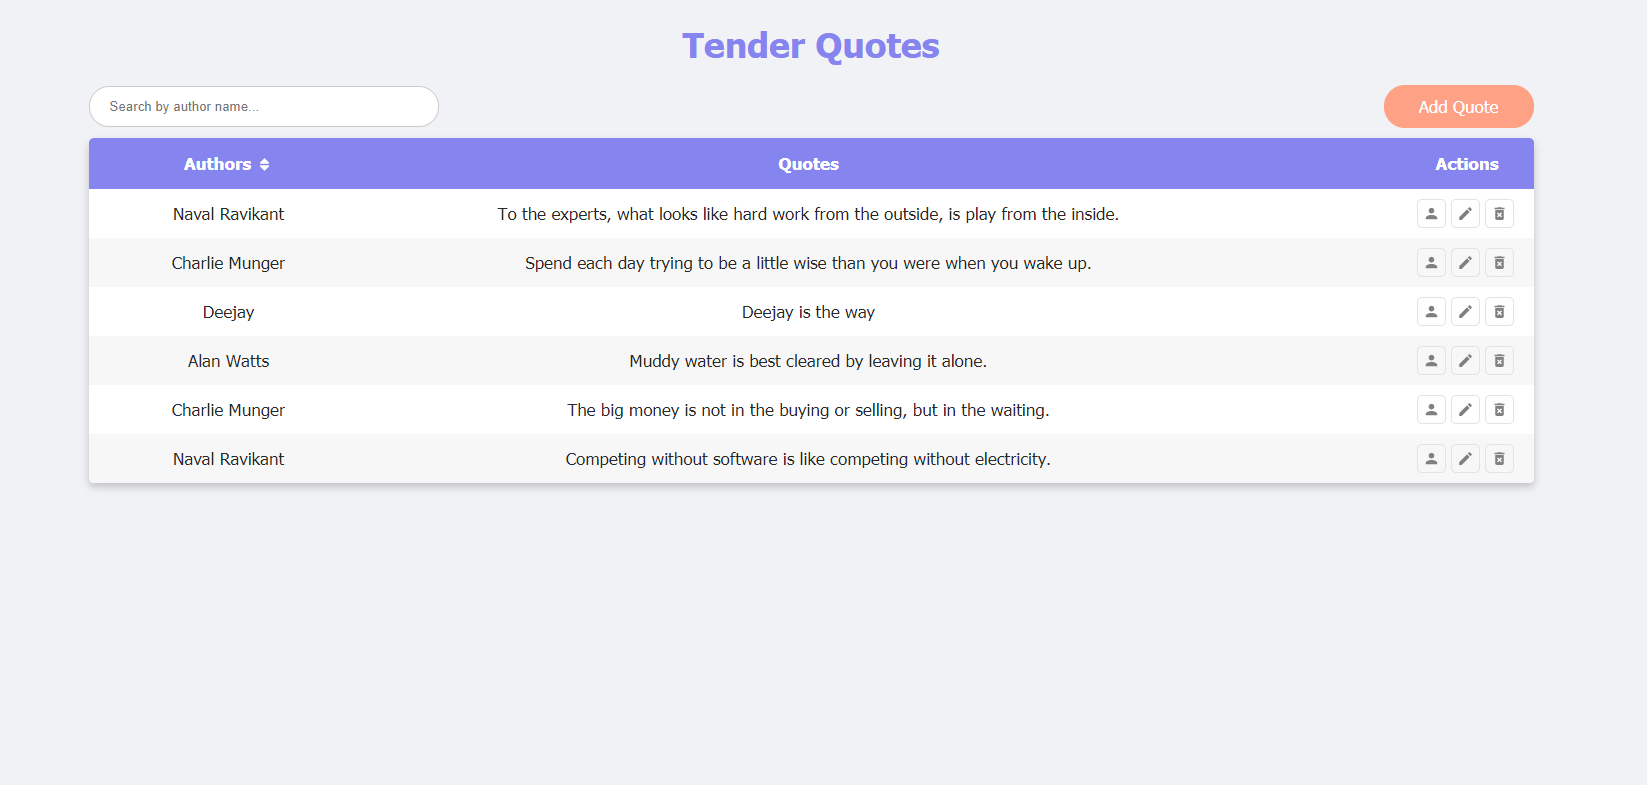 Tender Quotes
Search by author name...
Add Quote
Authors Quotes Actions
Naval Ravikant To the experts, what looks like hard work from the outside, is play from the inside.
Charlie Munger Spend each day trying to be a little wise than you were when you wake up.
Deejay Deejay is the way
Alan Watts Muddy water is best cleared by leaving it alone.
Charlie Munger The big money is not in the buying or selling, but in the waiting.
Naval Ravikant Competing without software is like competing without electricity.